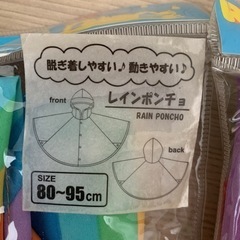 脱ぎ着しやすい♪ 動きやすい♪
レインポンチョ
RAIN PONCHO
front
back
SIZE
80~95cm